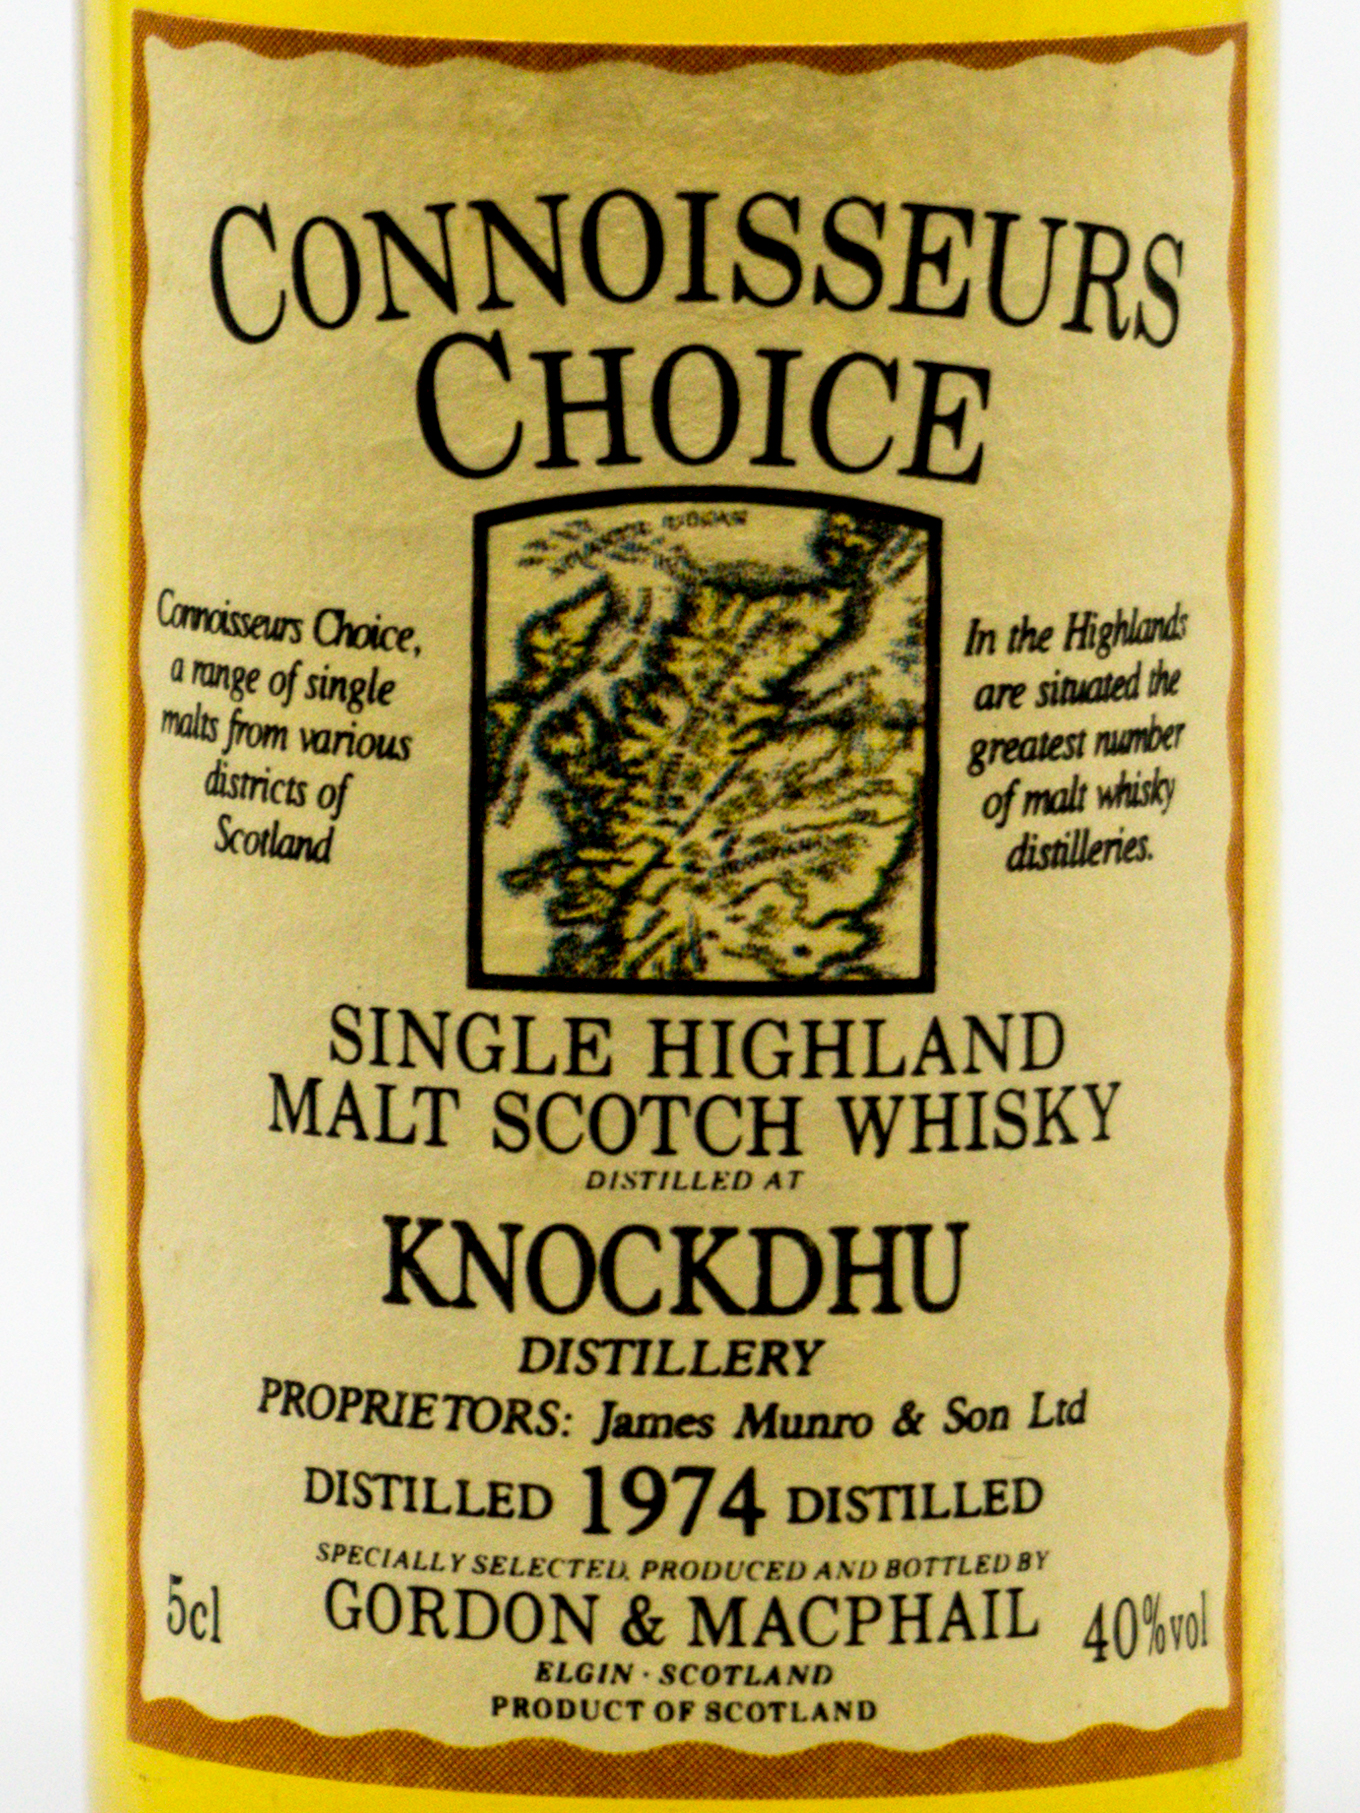 CONNOISSEURS
CHOICE
Connoisseurs Choice,
a range of single
malts from various
districts of
Scotland
In the Highlands
are situated the
greatest number
of malt whisky
distilleries.
SINGLE HIGHLAND
MALT SCOTCH WHISKY
DISTILLED AT
KNOCKDHU
DISTILLERY
PROPRIETORS: James Munro & Son Ltd
DISTILLED 1974 DISTILLED
SPECIALLY SELECTED, PRODUCED AND BOTTLED BY
5cl GORDON & MACPHAIL 40%vol
ELGIN · SCOTLAND
PRODUCT OF SCOTLAND